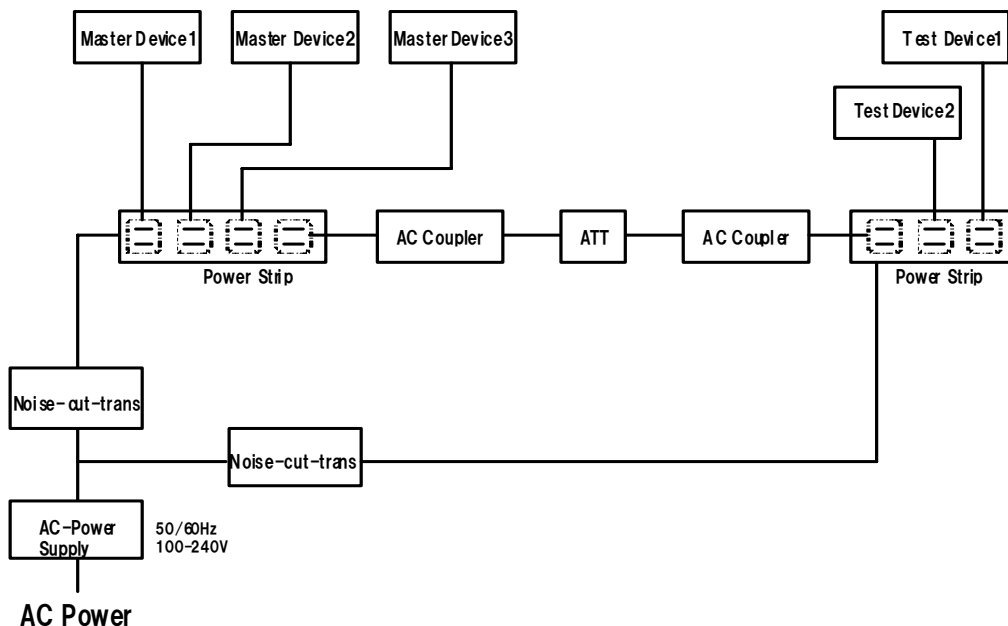 Master Device1
Master Device2
Master Device3
Test Device1
Test Device2
AC Coupler
ATT
AC Coupler
Power Strip
Power Strip
Noise-cut-trans
Noise-cut-trans
AC-Power
Supply
50/60Hz
100-240V
AC Power